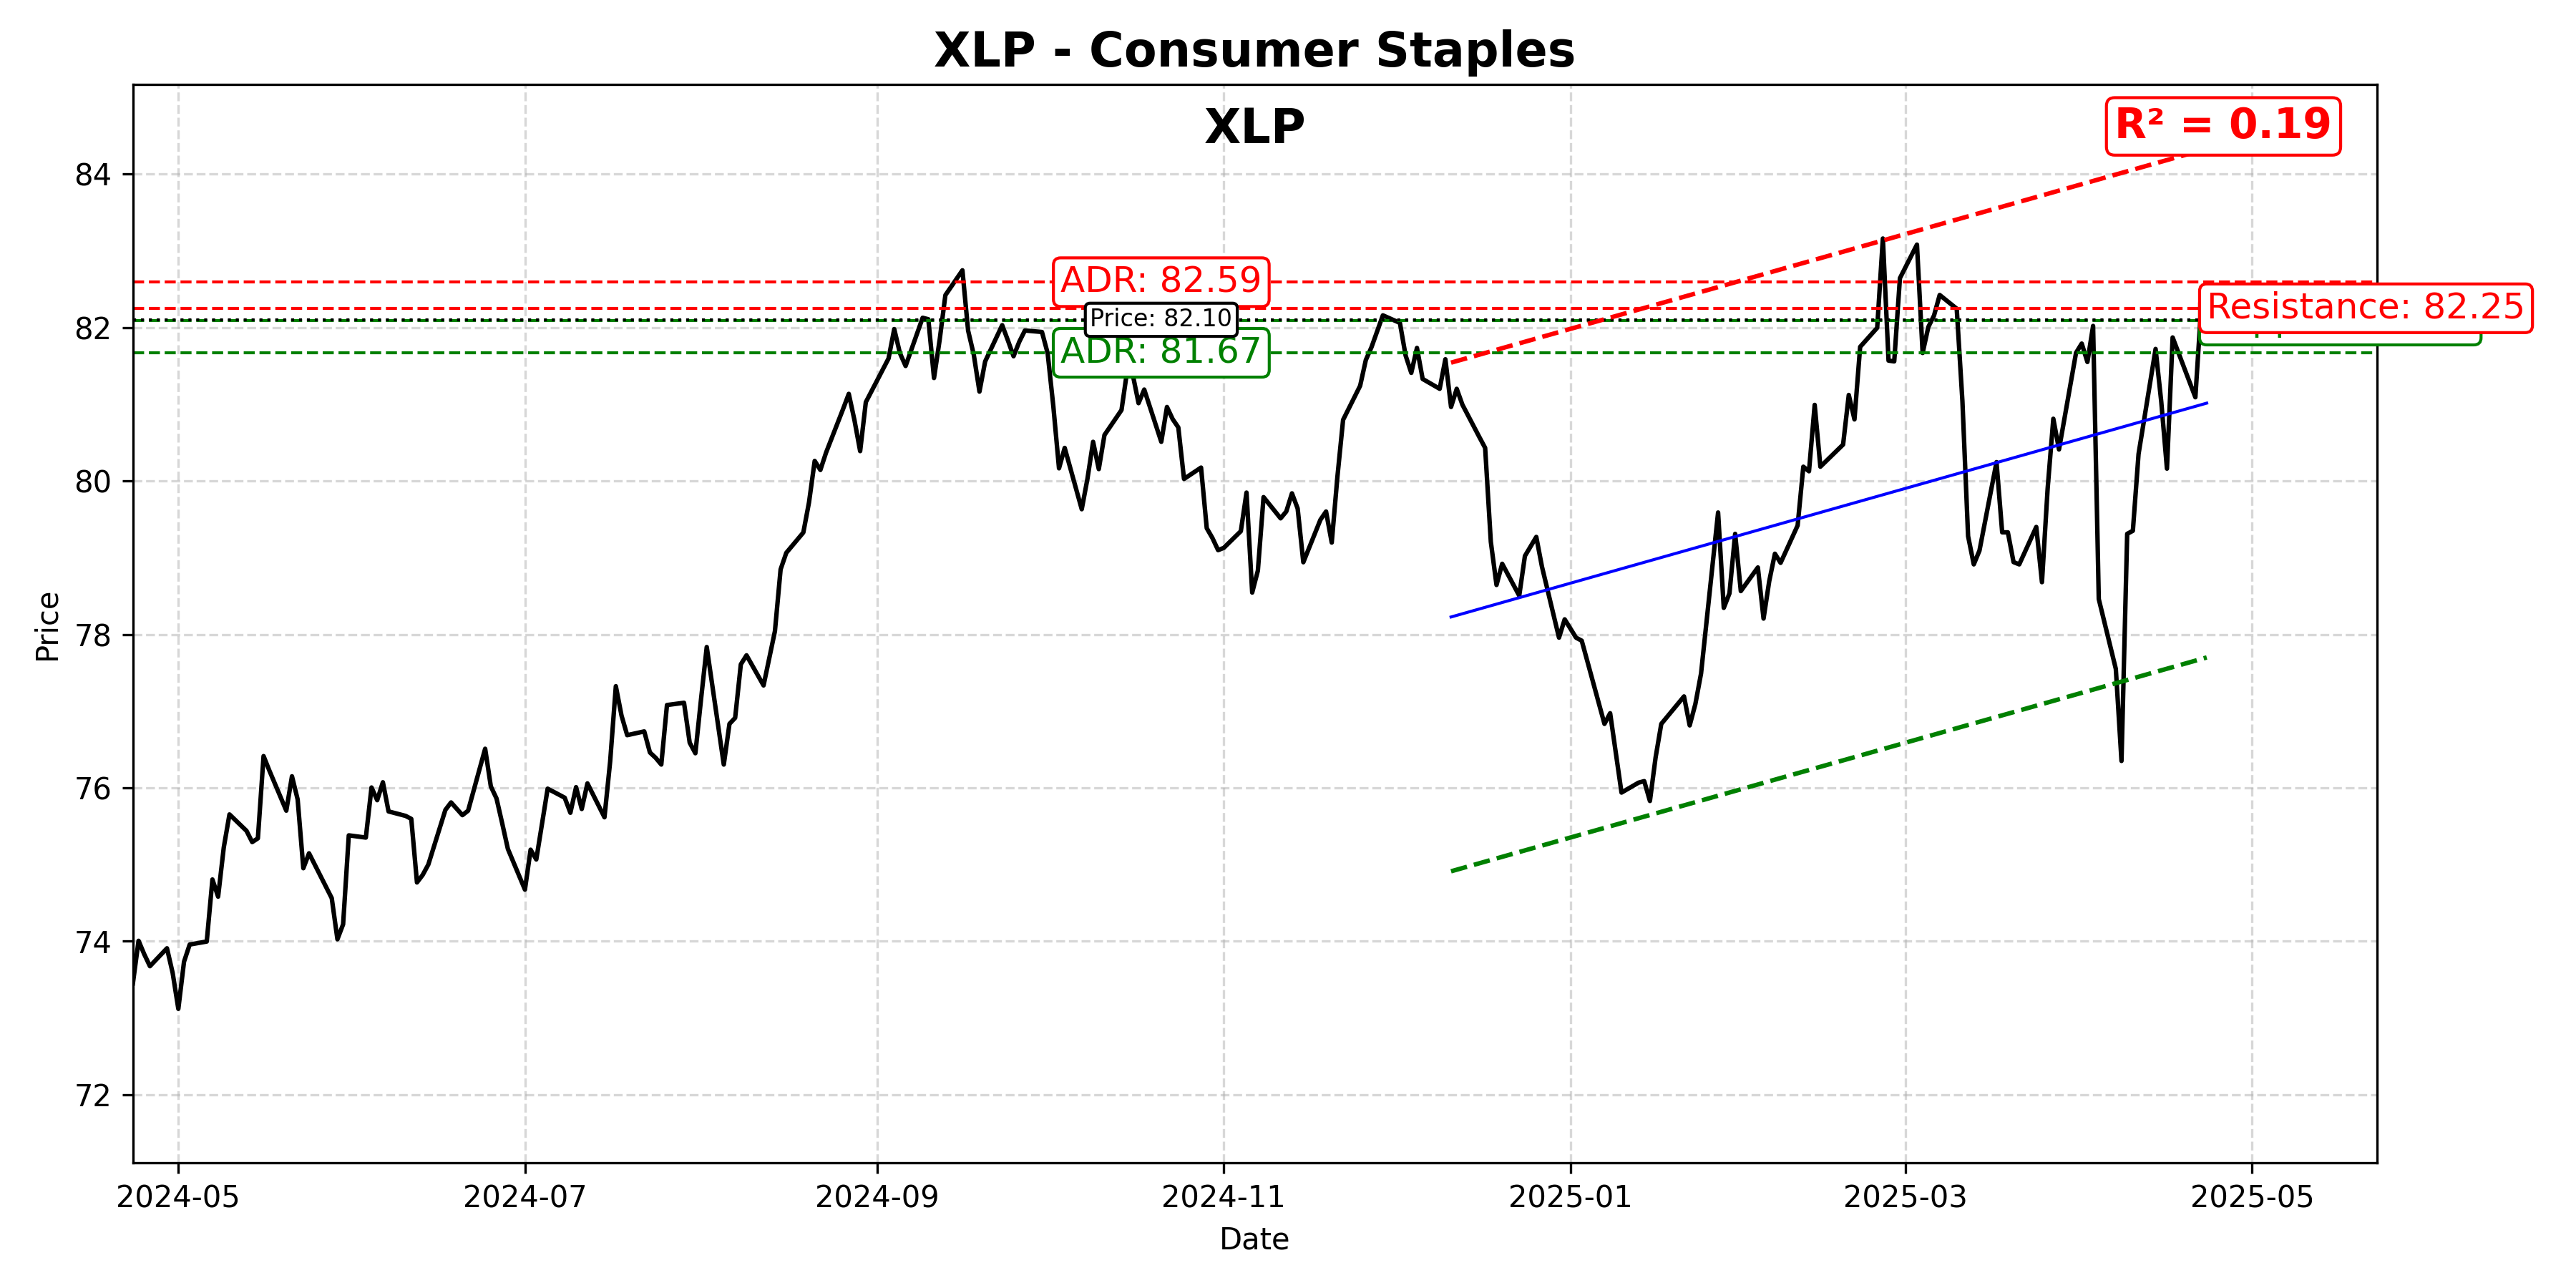 XLP - Consumer Staples
XLP
R² = 0.19
84
82
80
78
76
74
72
Price
ADR: 82.59
Price: 82.10
ADR: 81.67
Resistance: 82.25
2024-05
2024-07
2024-09
2024-11
2025-01
2025-03
2025-05
Date